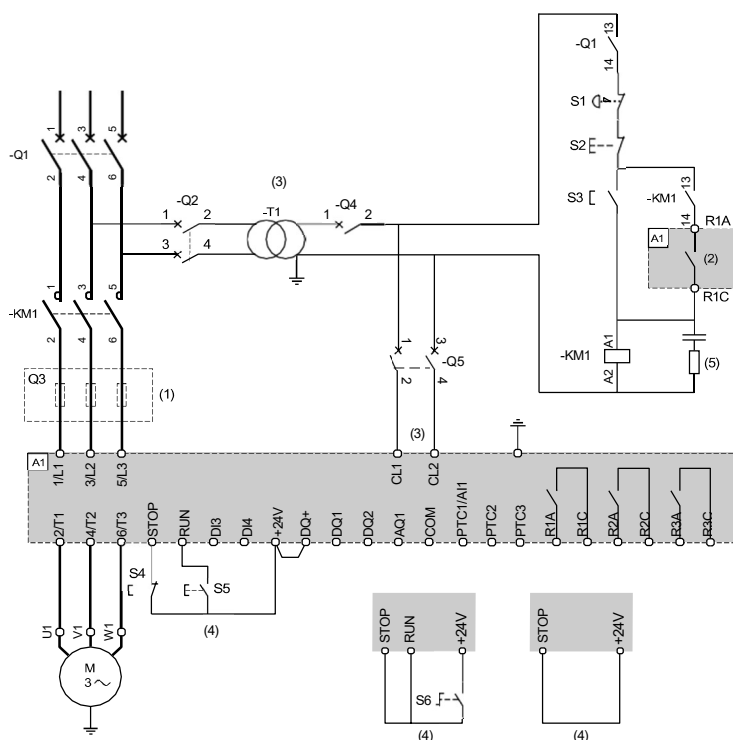 13
-Q1
14
S1
S2
1 3 5
-Q1
2 4 6
(3)
-Q2
1 2
3 4
-T1
-Q4
1 2
S3
-KM1
13
14
R1A
A1
(2)
R1C
1 3 5
-KM1
2 4 6
1 3
-Q5
2 4
-KM1
A1
A2
(5)
Q3
(1)
(3)
A1
1/L1
3/L2
5/L3
CL1
CL2
2/T1
4/T2
6/T3
STOP
RUN
DI3
DI4
+24V
DQ+
DQ1
DQ2
AQ1
COM
PTC1/AI1
PTC2
PTC3
R1A
R1C
R2A
R2C
R3A
R3C
S4
S5
(4)
U1
V1
W1
M
3
STOP
RUN
+24V
S6
(4)
STOP
+24V
(4)